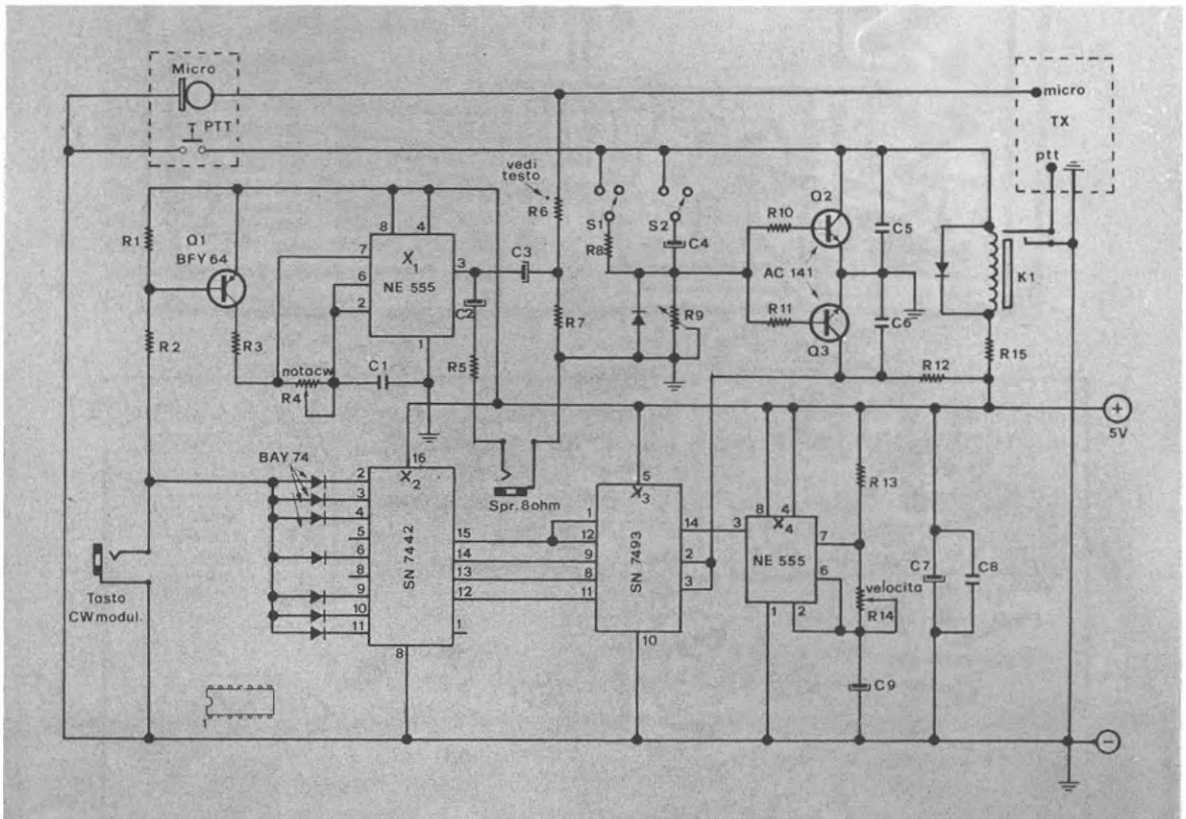 Micro
PTT
micro
TX
ptt
vedi
testo
R6
S1
S2
R8
C4
R10
Q2
C5
AC 141
R11
Q3
C6
K1
R1
Q1
BFY 64
R2
R3
8
4
7
6
2
X1
NE 555
3
1
C3
C2
R5
R7
R9
R12
R15
notacw
R4
C1
+
5V
BAY 74
16
X2
SN 7442
2
3
4
5
6
8
9
10
11
15
14
13
12
1
8
Spr. 8ohm
5
X3
SN 7493
1
12
9
8
11
14
2
3
10
8
4
3
X4
NE 555
7
6
1
2
R13
velocita
R14
C7
C8
C9
Tasto
CW modul.
1
−